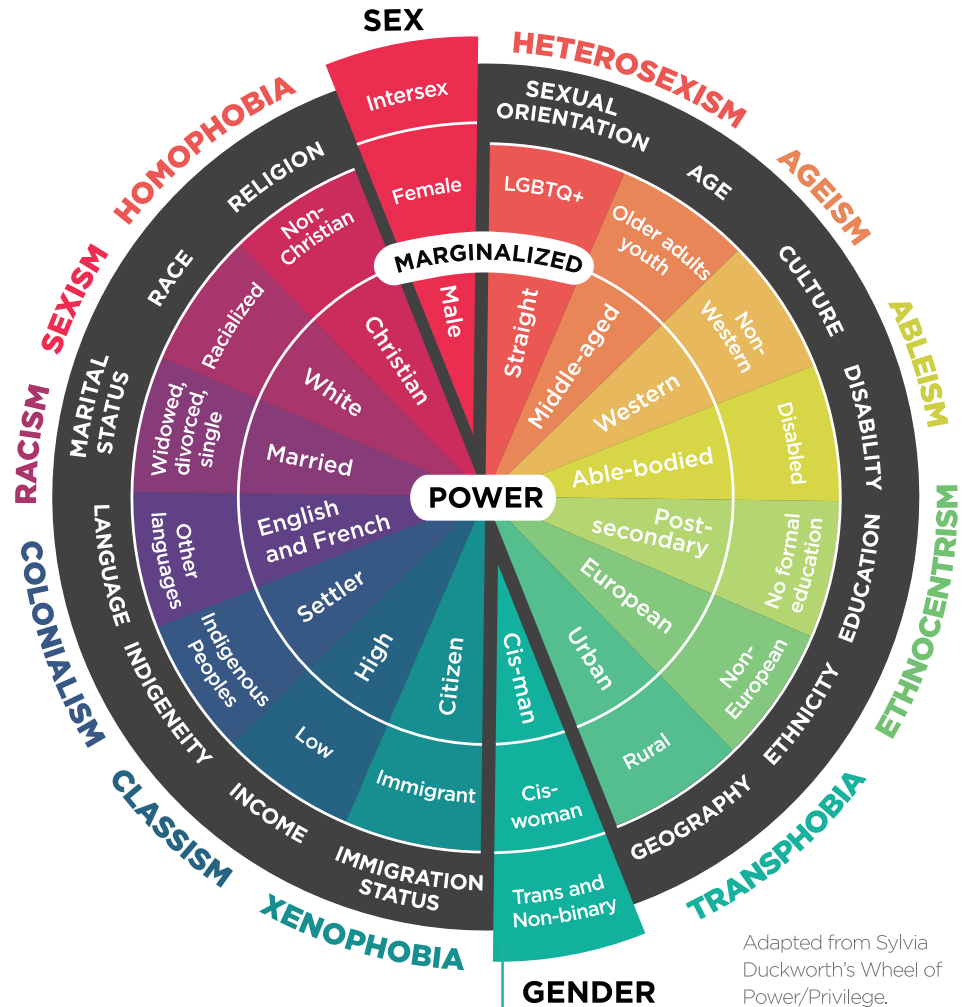 SEX
Intersex
Female
Male
HETEROSEXISM
SEXUAL
ORIENTATION
LGBTQ+
Straight
AGEISM
AGE
Older adults
youth
Middle-aged
CULTURE
Non-
Western
Western
ABLEISM
DISABILITY
Disabled
Able-bodied
EDUCATION
No formal
education
Post-
secondary
ETHNOCENTRISM
ETHNICITY
Non-
European
European
GEOGRAPHY
Rural
Urban
TRANSPHOBIA
GENDER
Trans and
Non-binary
Cis-
woman
Cis-man
XENOPHOBIA
IMMIGRATION
STATUS
Immigrant
Citizen
CLASSISM
INCOME
Low
High
COLONIALISM
INDIGENEITY
Indigenous
Peoples
Settler
LANGUAGE
Other
languages
English
and French
RACISM
MARITAL
STATUS
Widowed,
divorced,
single
Married
SEXISM
RACE
Racialized
White
HOMOPHOBIA
RELIGION
Non-
Christian
Christian
MARGINALIZED
POWER
Adapted from Sylvia
Duckworth's Wheel of
Power/Privilege.